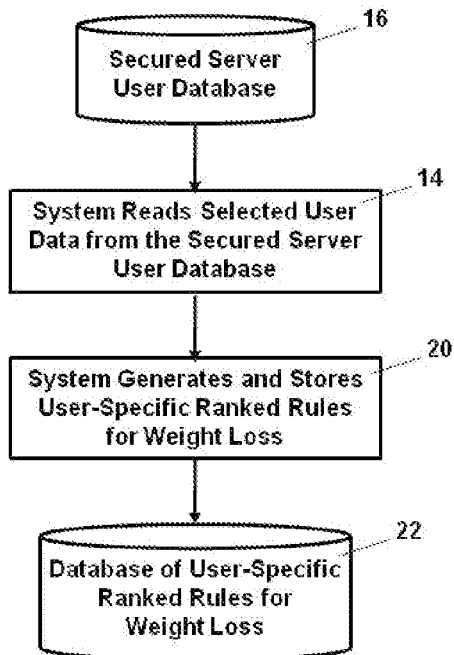 16
Secured Server
User Database
14
System Reads Selected User
Data from the Secured Server
User Database
20
System Generates and Stores
User-Specific Ranked Rules
for Weight Loss
22
Database of User-Specific
Ranked Rules for
Weight Loss